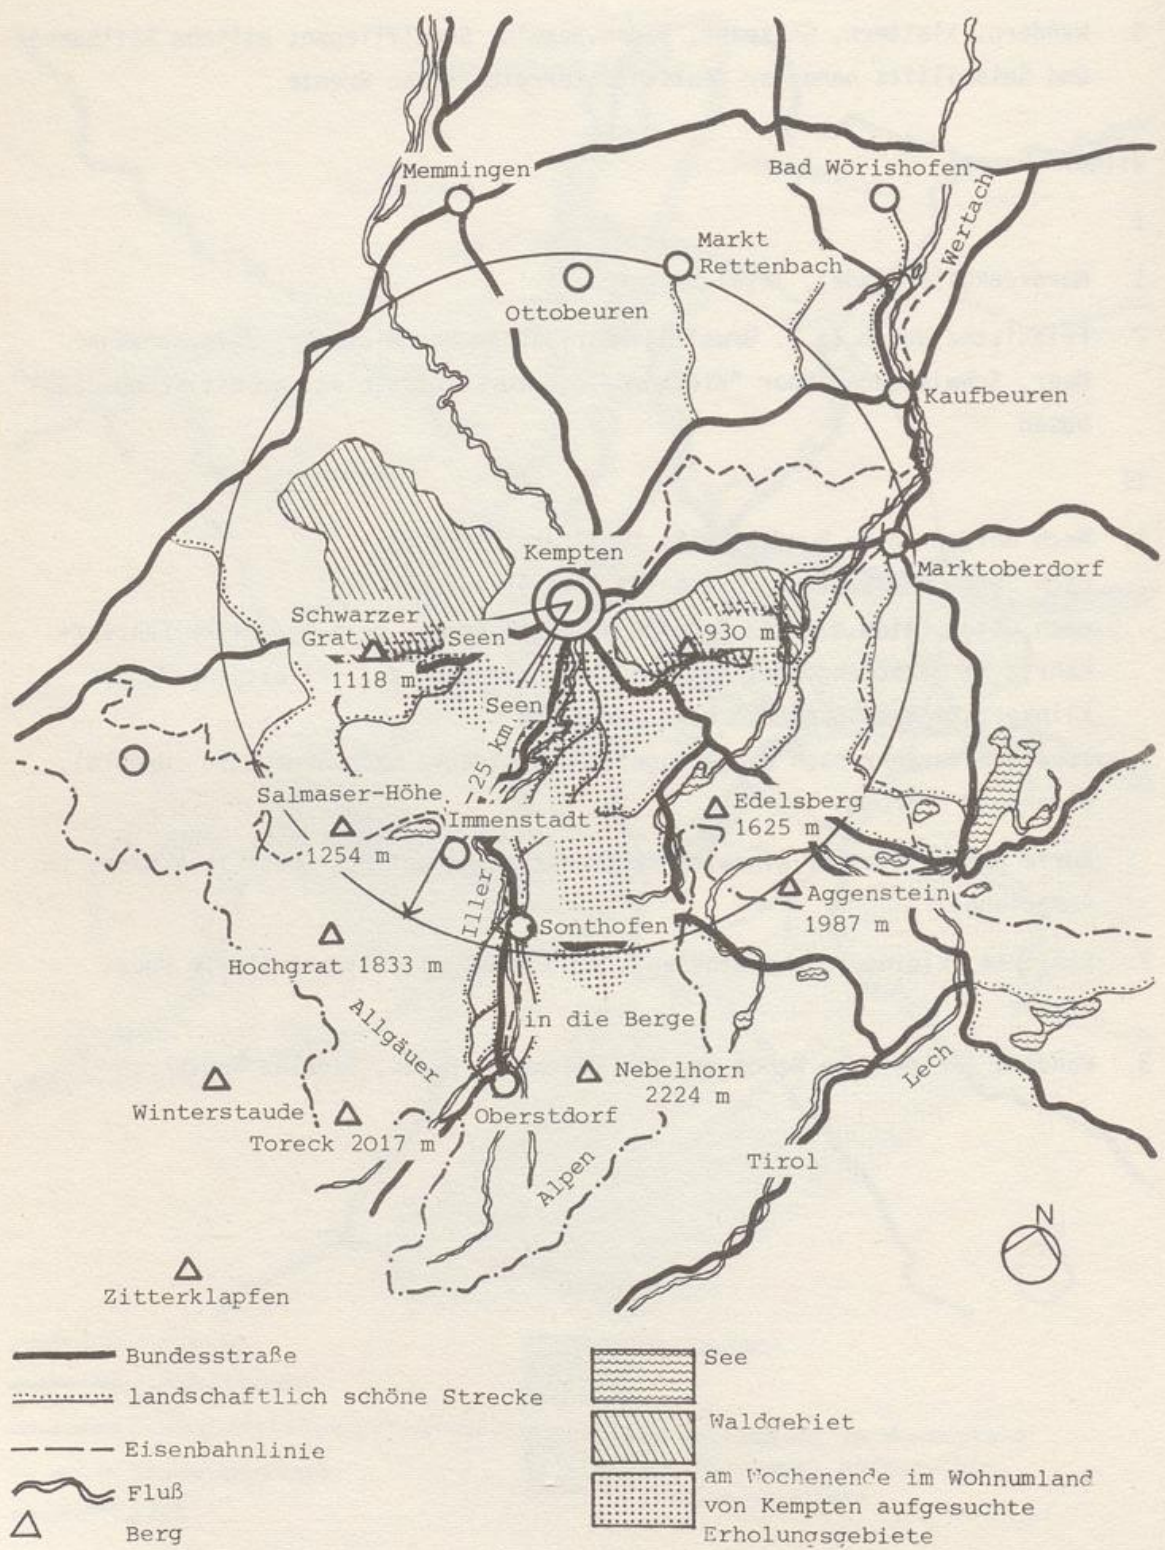 Memmingen
Bad Wörishofen
Wertach
Markt
Rettenbach
Ottobeuren
Kaufbeuren
Kempten
Marktoberdorf
Schwarzer
Grat
Seen
930 m
1118 m
Seen
25 km
Salmaser-Höhe
Immenstadt
Edelsberg
1625 m
1254 m
Iller
Aggenstein
1987 m
Sonthofen
Hochgrat 1833 m
Allgäuer
in die Berge
Nebelhorn
2224 m
Lech
Winterstaude
Toreck 2017 m
Oberstdorf
Alpen
Tirol
N
Zitterklapfen
Bundesstraße
landschaftlich schöne Strecke
Eisenbahnlinie
Fluß
Berg
See
Waldgebiet
am Wochenende im Wohnumland
von Kempten aufgesuchte
Erholungsgebiete